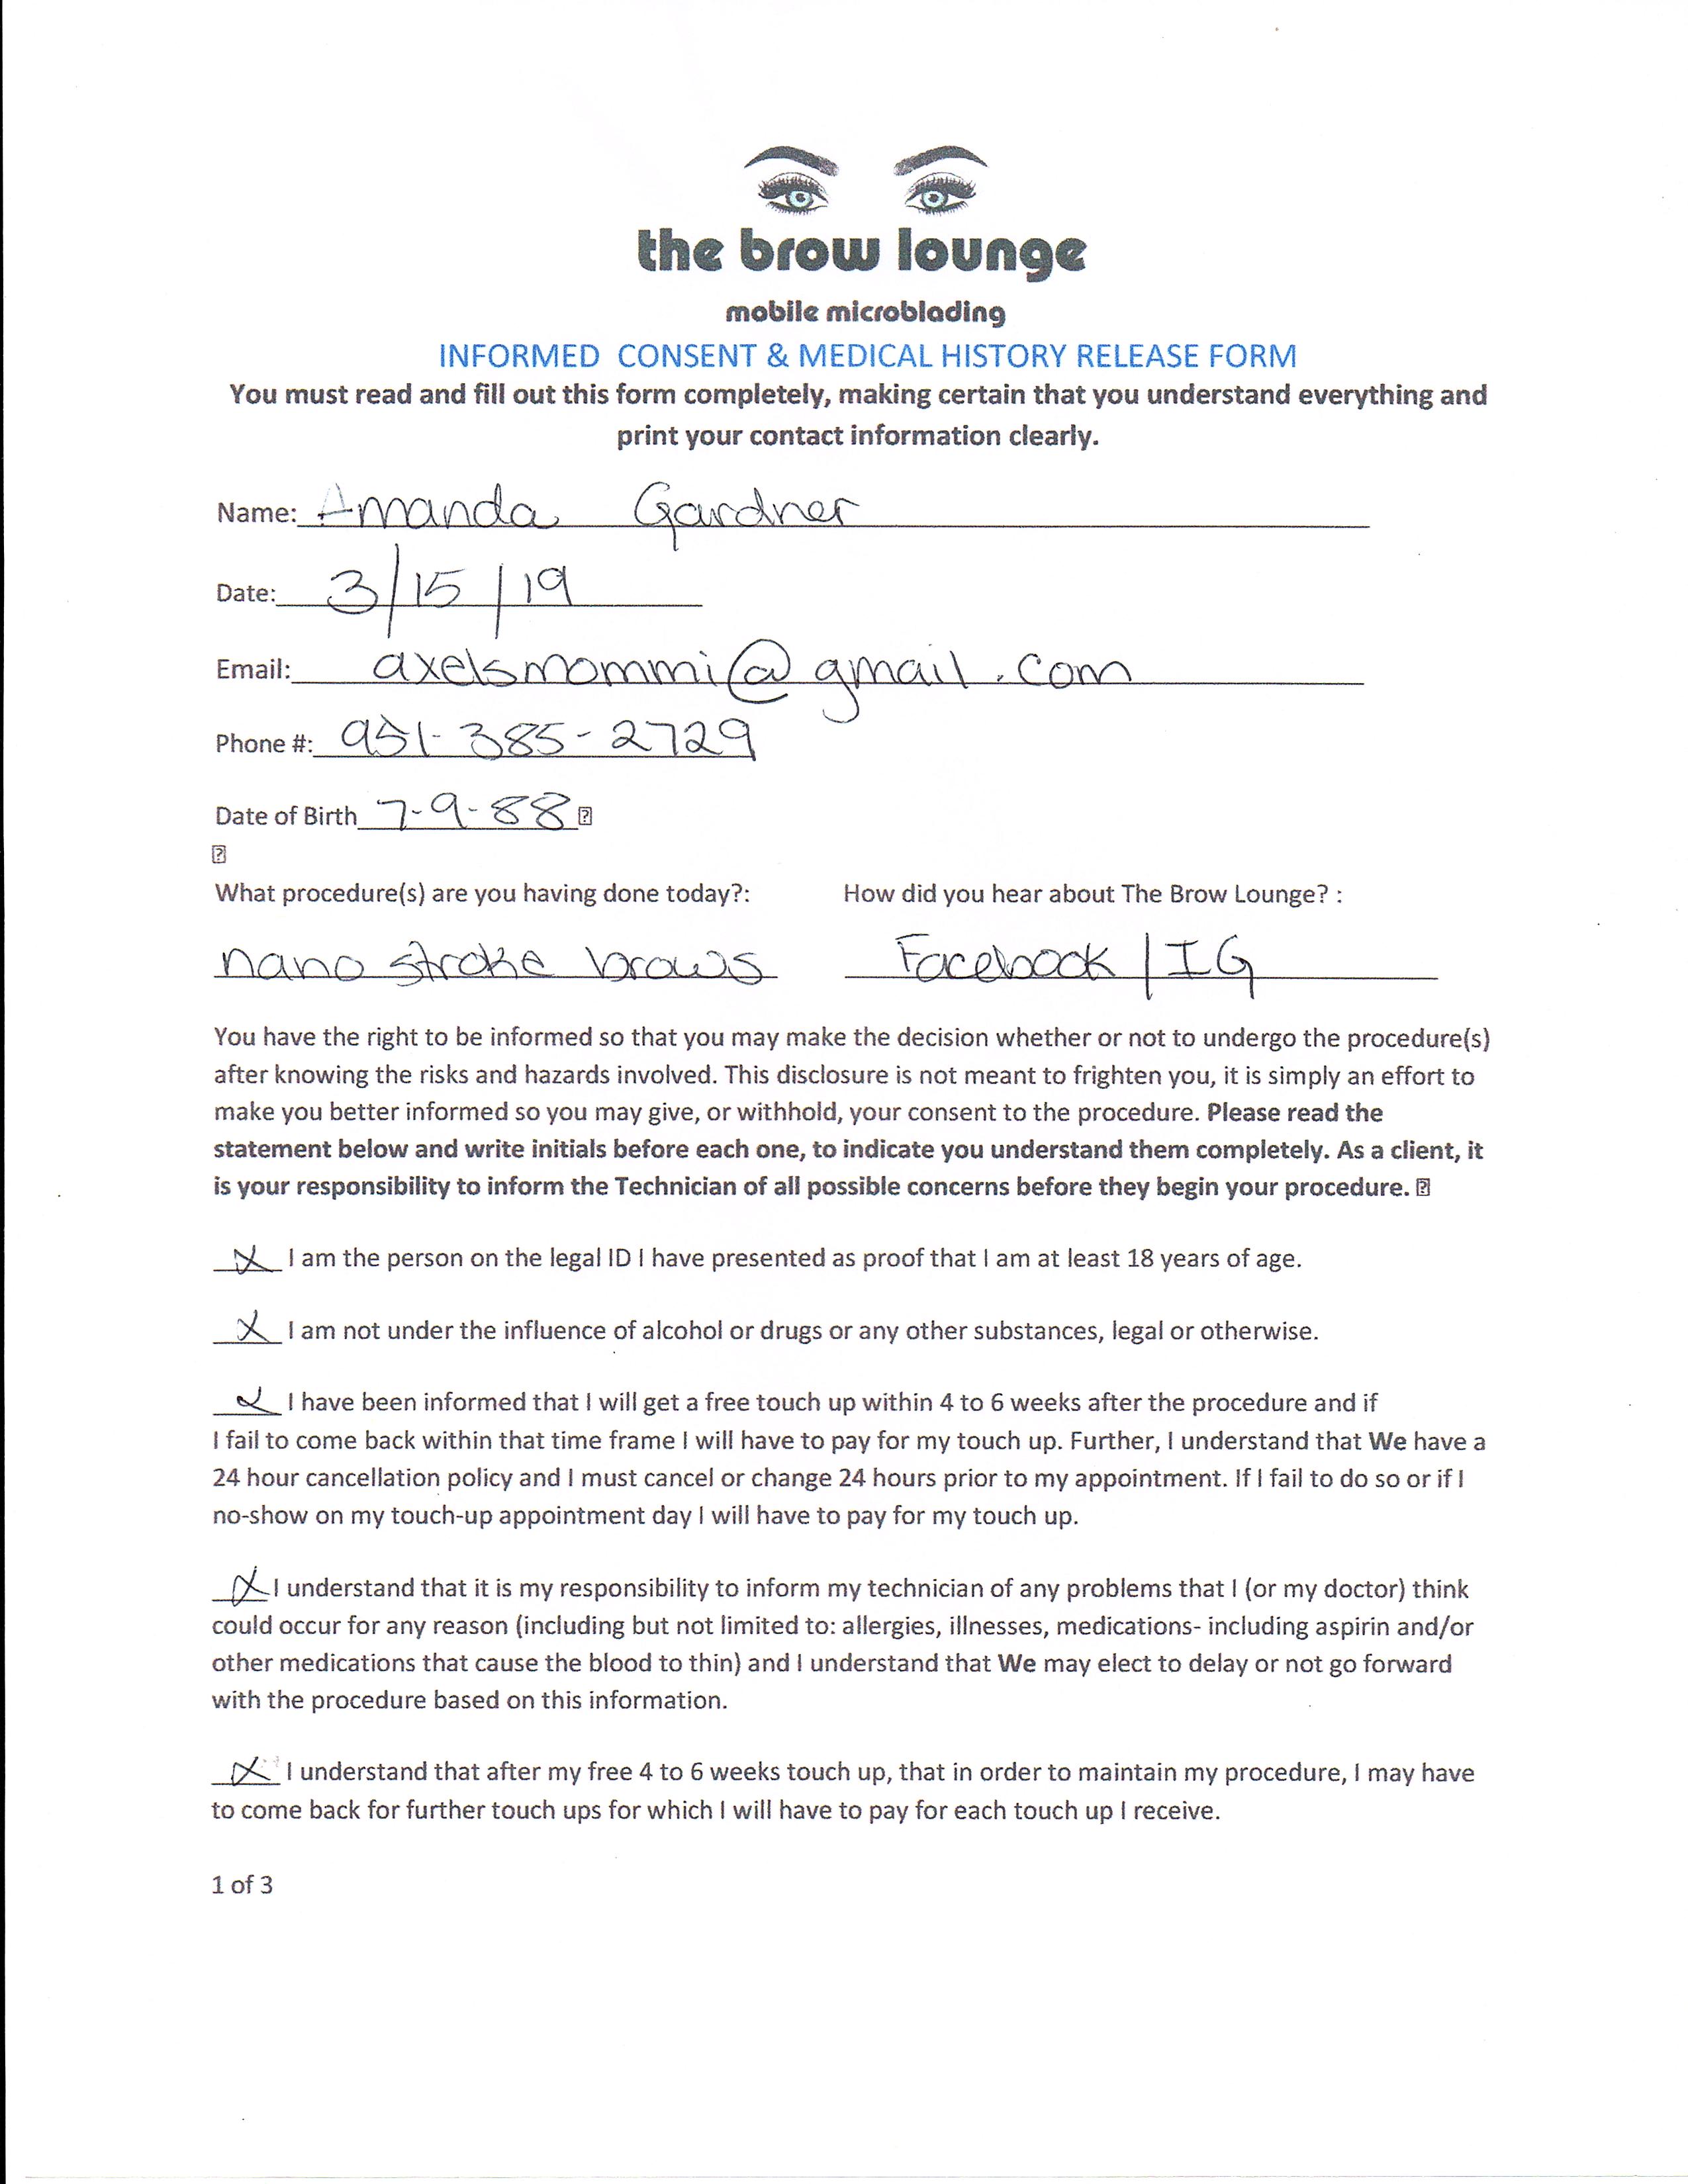 the brow lounge
mobile microblading
INFORMED CONSENT & MEDICAL HISTORY RELEASE FORM
You must read and fill out this form completely, making certain that you understand everything and
print your contact information clearly.
Name: Amanda Gardner
Date: 3/15/19
Email: axelsmommi@gmail.com
Phone #: 951-385-2729
Date of Birth 7-9-88
What procedure(s) are you having done today?: How did you hear about The Brow Lounge? :
nano stroke brows Facebook / IG
You have the right to be informed so that you may make the decision whether or not to undergo the procedure(s)
after knowing the risks and hazards involved. This disclosure is not meant to frighten you, it is simply an effort to
make you better informed so you may give, or withhold, your consent to the procedure. Please read the
statement below and write initials before each one, to indicate you understand them completely. As a client, it
is your responsibility to inform the Technician of all possible concerns before they begin your procedure.
X I am the person on the legal ID I have presented as proof that I am at least 18 years of age.
X I am not under the influence of alcohol or drugs or any other substances, legal or otherwise.
X I have been informed that I will get a free touch up within 4 to 6 weeks after the procedure and if
I fail to come back within that time frame I will have to pay for my touch up. Further, I understand that We have a
24 hour cancellation policy and I must cancel or change 24 hours prior to my appointment. If I fail to do so or if I
no-show on my touch-up appointment day I will have to pay for my touch up.
X I understand that it is my responsibility to inform my technician of any problems that I (or my doctor) think
could occur for any reason (including but not limited to: allergies, illnesses, medications- including aspirin and/or
other medications that cause the blood to thin) and I understand that We may elect to delay or not go forward
with the procedure based on this information.
X I understand that after my free 4 to 6 weeks touch up, that in order to maintain my procedure, I may have
to come back for further touch ups for which I will have to pay for each touch up I receive.
1 of 3